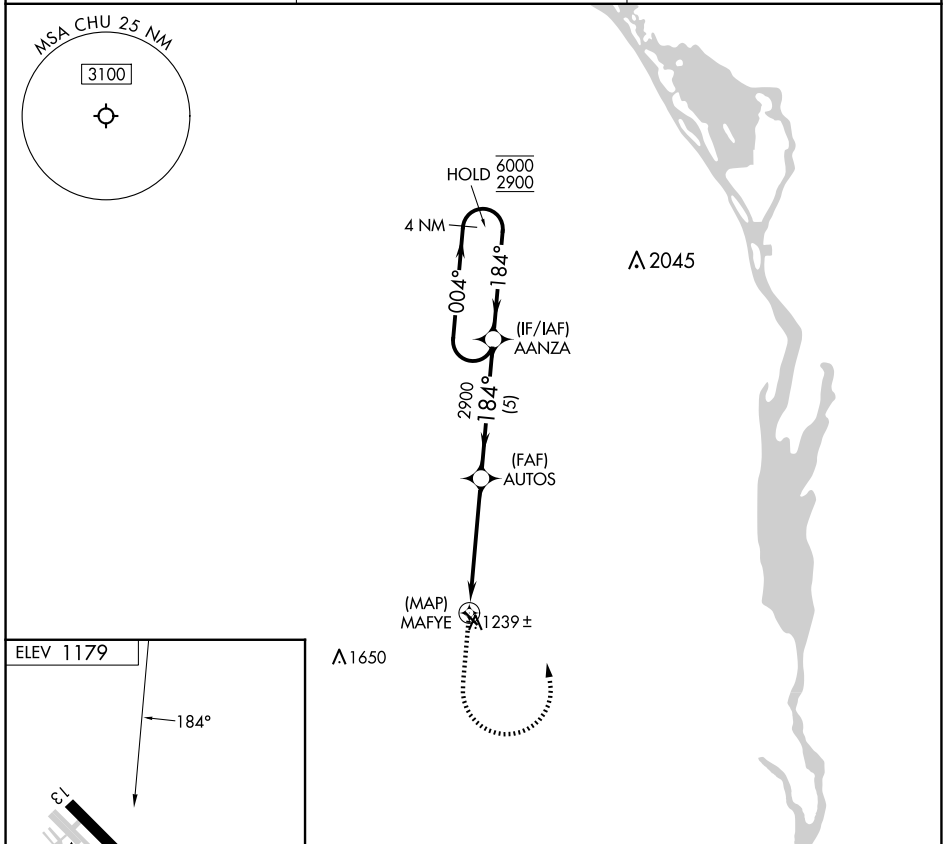 MSA CHU 25 NM
3100
HOLD
6000
2900
4 NM
004°
184°
2045
(IF/IAF)
AANZA
2900
184°
(5)
(FAF)
AUTOS
(MAP)
MAFYE
1239 ±
1650
ELEV 1179
184°
13